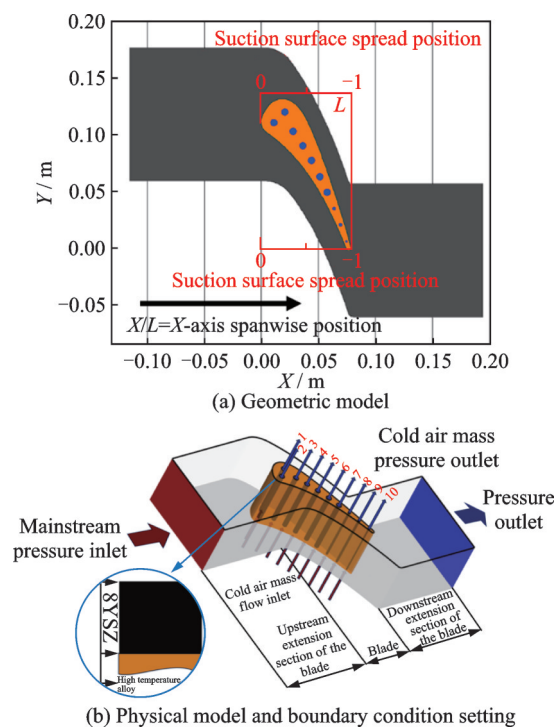 0.20
Suction surface spread position
0.15
0
−1
L
0.10
Y / m
0.05
0.00
0
−1
Suction surface spread position
−0.05
X/L=X-axis spanwise position
−0.10 −0.05 0.00 0.05 0.10 0.15 0.20
X / m
(a) Geometric model
1
2
3
4
5
6
7
8
9
10
Cold air mass
pressure outlet
Pressure
outlet
Mainstream
pressure inlet
Cold air mass
flow inlet
Upstream
extension
section of the
blade
Blade
Downstream
extension
section of
the blade
8YSZ
High temperature
alloy
(b) Physical model and boundary condition setting